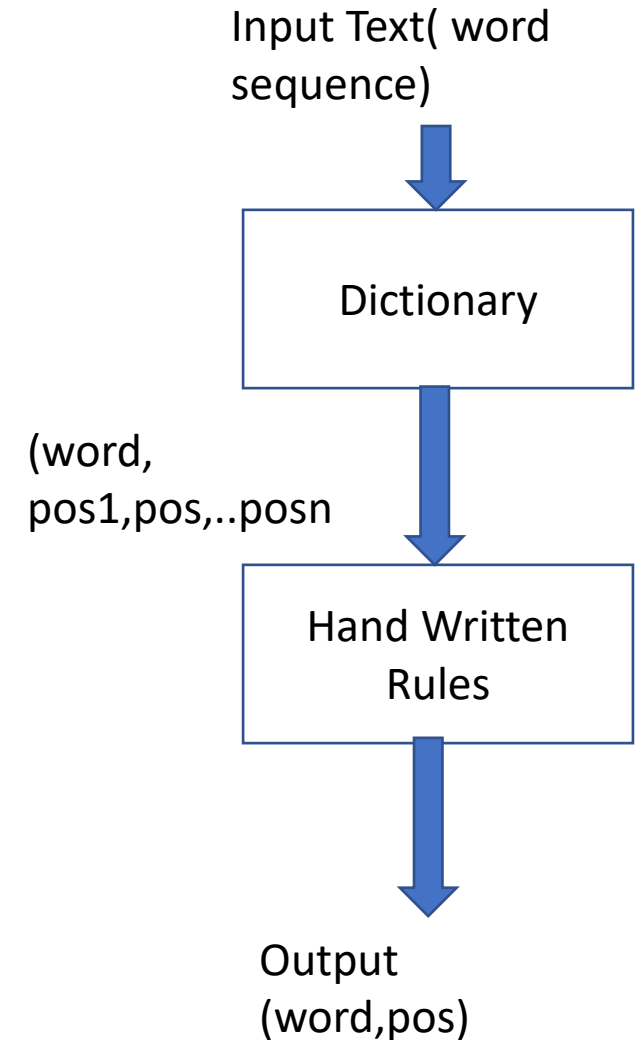 Input Text( word
sequence)
Dictionary
(word,
pos1,pos,..posn
Hand Written
Rules
Output
(word,pos)